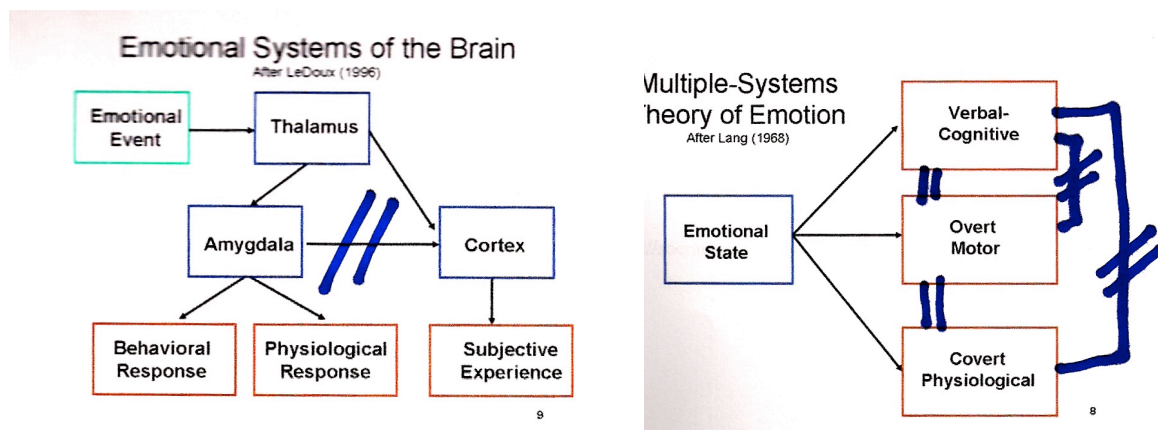 Emotional Systems of the Brain
After LeDoux (1996)
Emotional
Event
Thalamus
Amygdala
Cortex
Behavioral
Response
Physiological
Response
Subjective
Experience
9
Multiple-Systems
heory of Emotion
After Lang (1968)
Verbal-
Cognitive
Emotional
State
Overt
Motor
Covert
Physiological
8